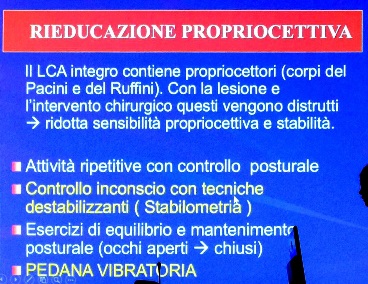 RIEDUCAZIONE PROPRIOCETTIVA
Il LCA integro contiene propriocettori (corpi del
Pacini e del Ruffini). Con la lesione e
l'intervento chirurgico questi vengono distrutti
→ ridotta sensibilità propriocettiva e stabilità.
Attività ripetitive con controllo posturale
Controllo inconscio con tecniche
destabilizzanti ( Stabilometria )
Esercizi di equilibrio e mantenimento
posturale (occhi aperti → chiusi)
PEDANA VIBRATORIA